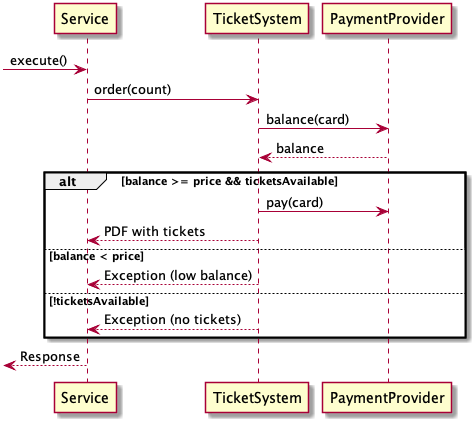 Service TicketSystem PaymentProvider
execute()
order(count)
balance(card)
balance
alt [balance >= price && ticketsAvailable]
pay(card)
PDF with tickets
[balance < price]
Exception (low balance)
[!ticketsAvailable]
Exception (no tickets)
Response
Service TicketSystem PaymentProvider